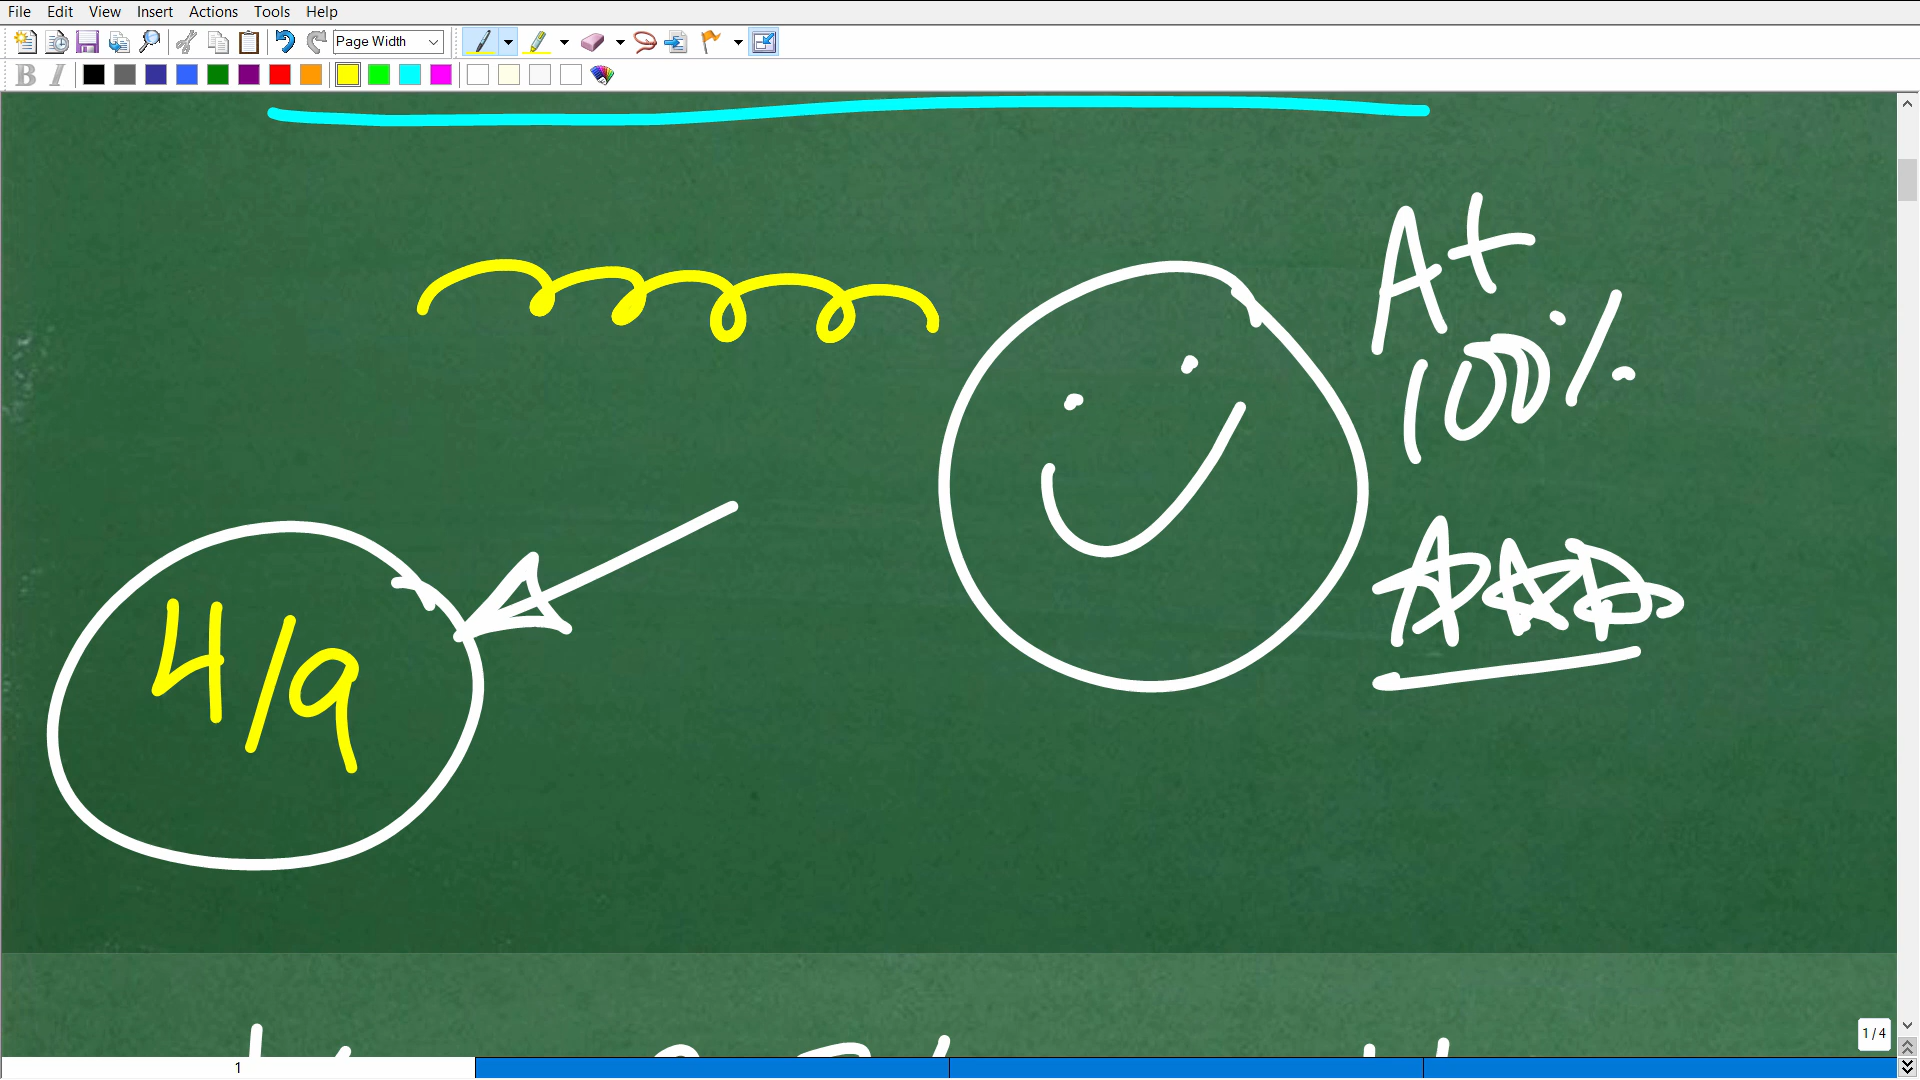 File Edit View Insert Actions Tools Help
Page Width
B I
A+
100%
4/9
1/4
1